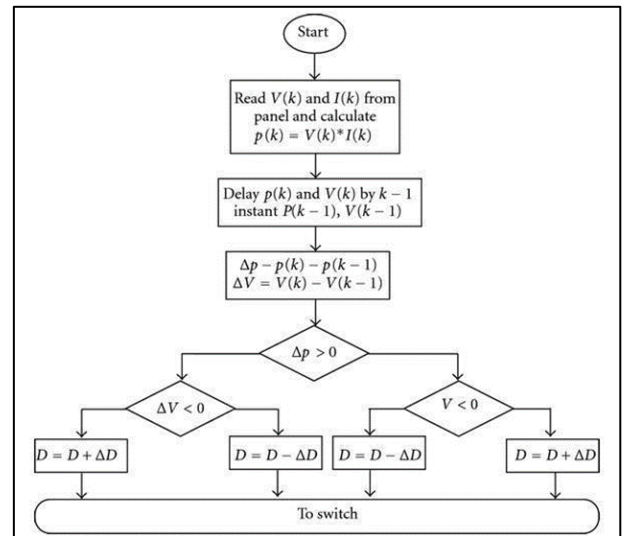 Start
Read V(k) and I(k) from
panel and calculate
p(k) = V(k)*I(k)
Delay p(k) and V(k) by k − 1
instant P(k − 1), V(k − 1)
Δp − p(k) − p(k − 1)
ΔV = V(k) − V(k − 1)
Δp > 0
ΔV < 0
V < 0
D = D + ΔD
D = D − ΔD
D = D − ΔD
D = D + ΔD
To switch